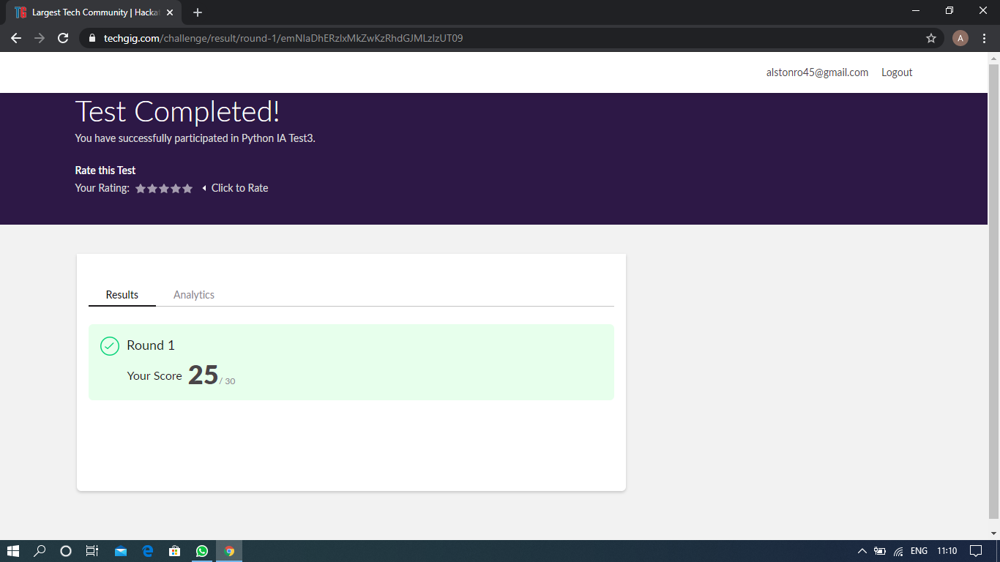 Largest Tech Community | Hacka
techgig.com/challenge/result/round-1/
A
alstonro45@gmail.com Logout
Test Completed!
You have successfully participated in Python IA Test3.
Rate this Test
Your Rating: Click to Rate
Results Analytics
Round 1
Your Score 25 / 30
ENG 11:10